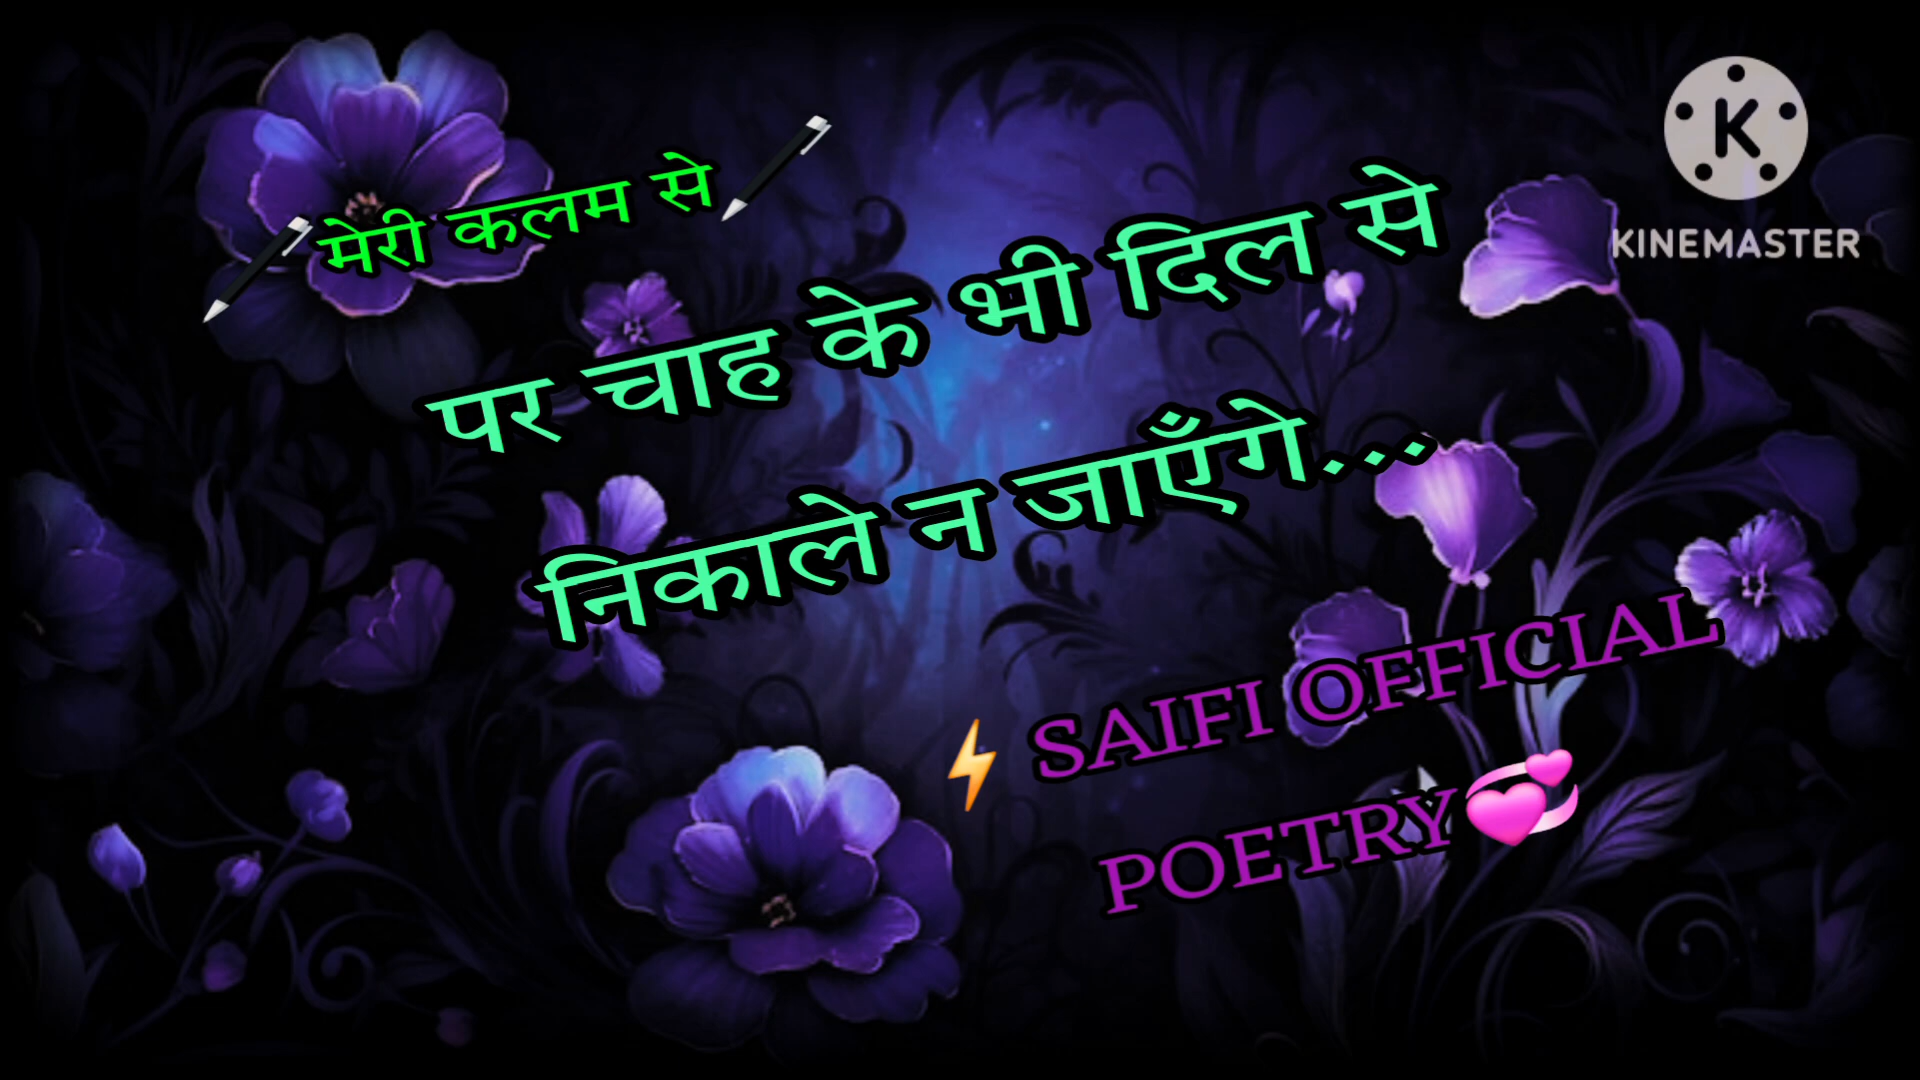 मेरी कलम से
पर चाह के भी दिल से
निकाले न जाएँगे...
⚡ SAIFI OFFICIAL
POETRY💞
K
KINEMASTER